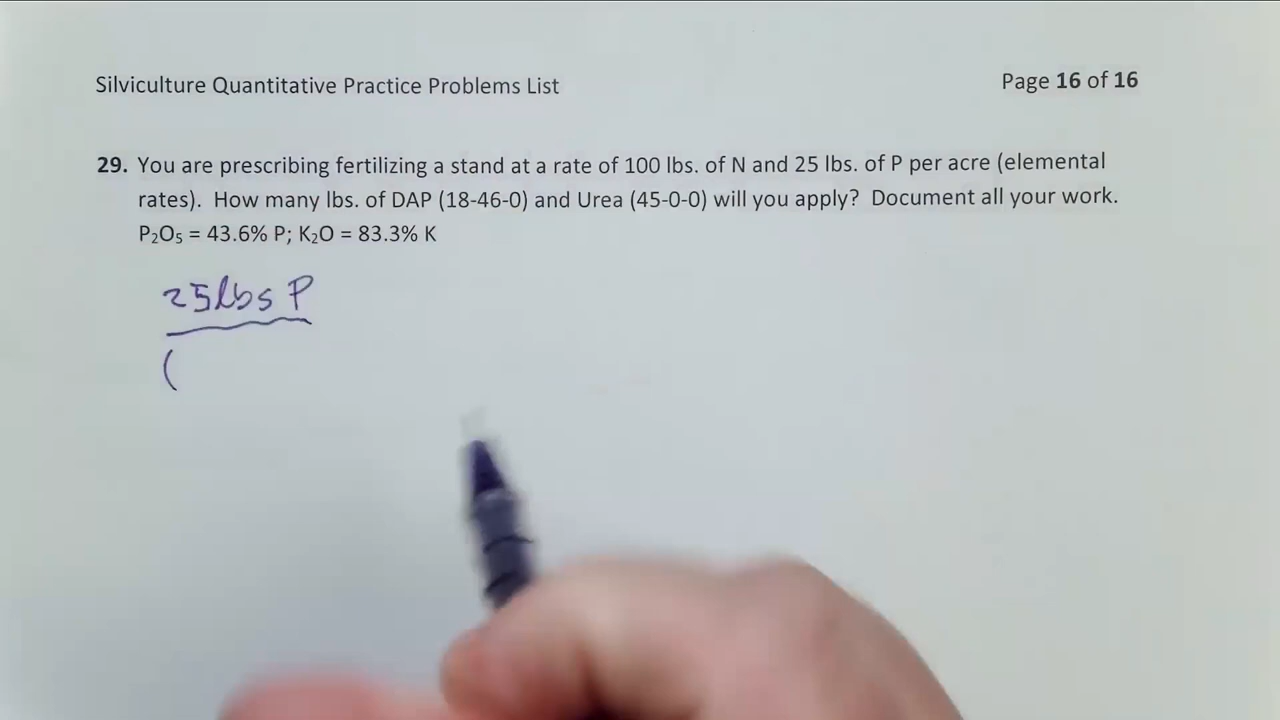 Silviculture Quantitative Practice Problems List
Page 16 of 16
29. You are prescribing fertilizing a stand at a rate of 100 lbs. of N and 25 lbs. of P per acre (elemental
rates). How many lbs. of DAP (18-46-0) and Urea (45-0-0) will you apply? Document all your work.
P₂O₅ = 43.6% P; K₂O = 83.3% K
25lbs P
(